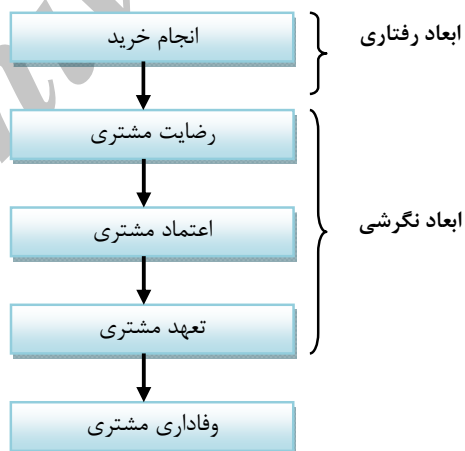 انجام خرید
ابعاد رفتاری
رضایت مشتری
اعتماد مشتری
ابعاد نگرشی
تعهد مشتری
وفاداری مشتری